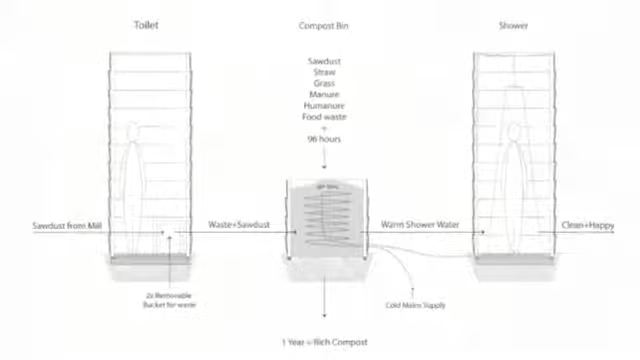 Toilet
Compost Bin
Shower
Sawdust
Straw
Grass
Manure
Humanure
Food waste
+
96 hours
Sawdust from Mill
Waste+Sawdust
Warm Shower Water
Clean+Happy
2x Removable
Bucket for waste
Cold Mains Supply
1 Year = Rich Compost